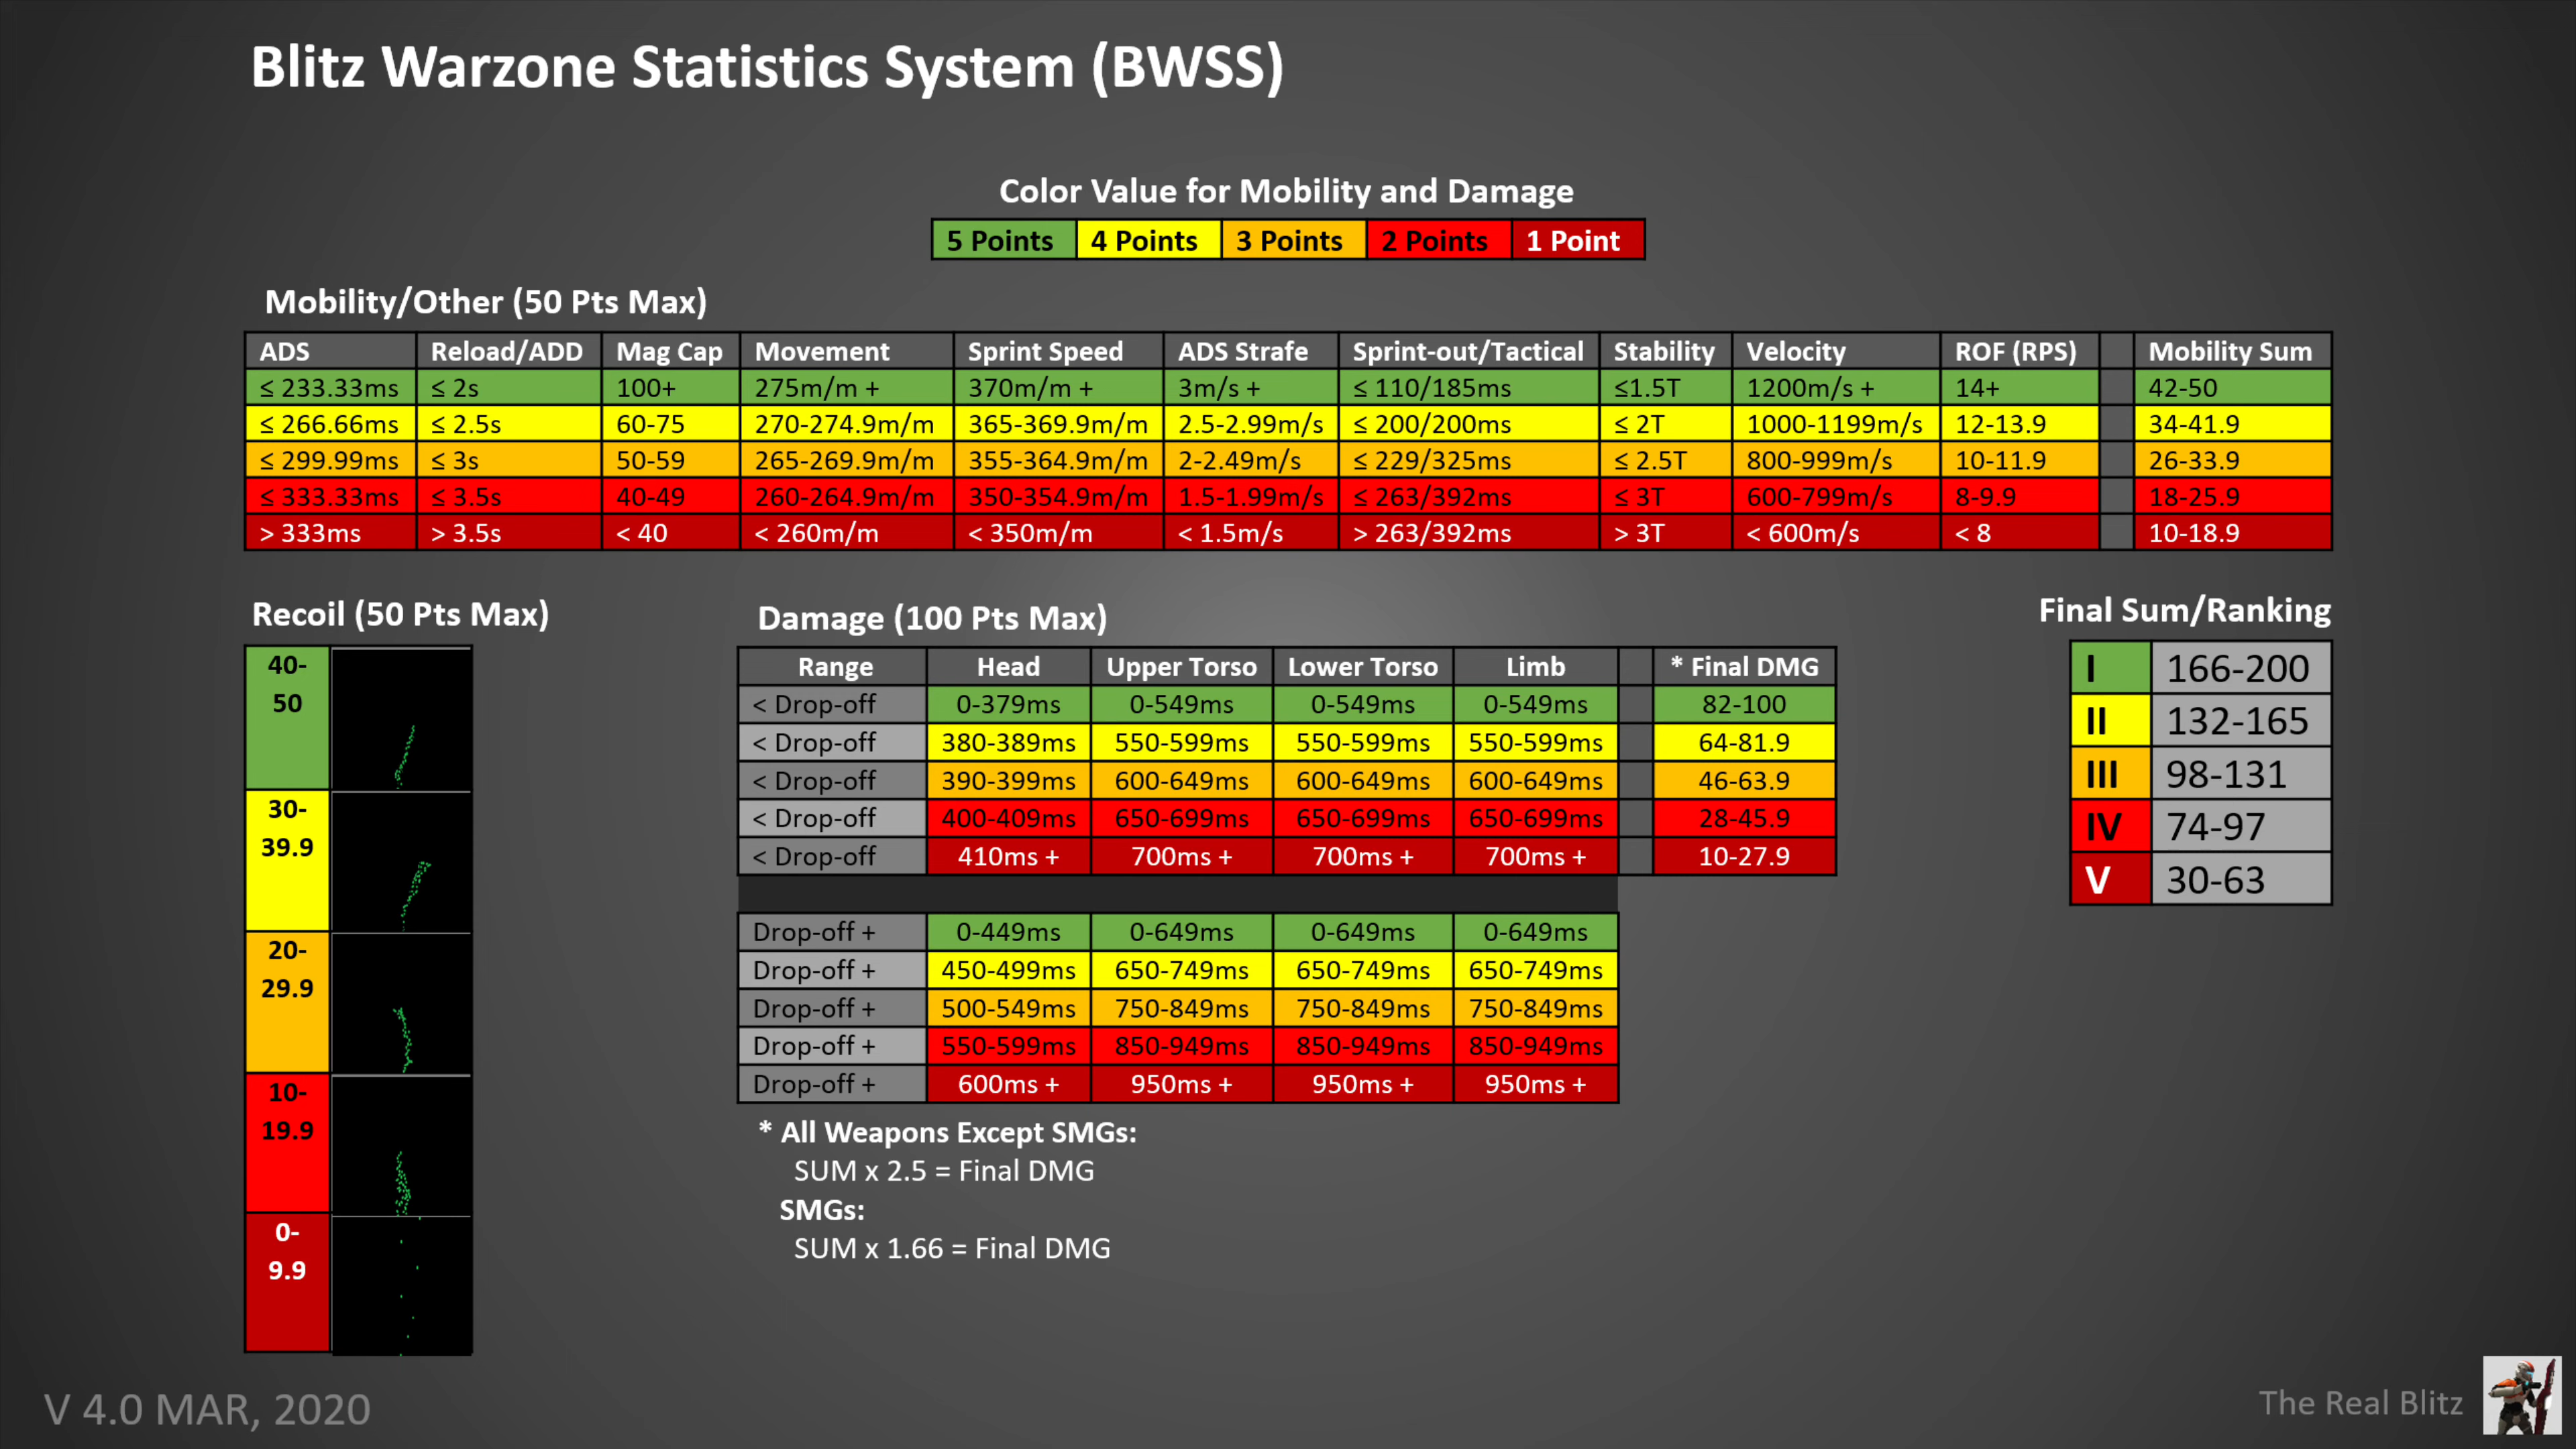 Blitz Warzone Statistics System (BWSS)
Color Value for Mobility and Damage
5 Points 4 Points 3 Points 2 Points 1 Point
Mobility/Other (50 Pts Max)
ADS Reload/ADD Mag Cap Movement Sprint Speed ADS Strafe Sprint-out/Tactical Stability Velocity ROF (RPS) Mobility Sum
≤ 233.33ms ≤ 2s 100+ 275m/m + 370m/m + 3m/s + ≤ 110/185ms ≤1.5T 1200m/s + 14+ 42-50
≤ 266.66ms ≤ 2.5s 60-75 270-274.9m/m 365-369.9m/m 2.5-2.99m/s ≤ 200/200ms ≤ 2T 1000-1199m/s 12-13.9 34-41.9
≤ 299.99ms ≤ 3s 50-59 265-269.9m/m 355-364.9m/m 2-2.49m/s ≤ 229/325ms ≤ 2.5T 800-999m/s 10-11.9 26-33.9
≤ 333.33ms ≤ 3.5s 40-49 260-264.9m/m 350-354.9m/m 1.5-1.99m/s ≤ 263/392ms ≤ 3T 600-799m/s 8-9.9 18-25.9
> 333ms > 3.5s < 40 < 260m/m < 350m/m < 1.5m/s > 263/392ms > 3T < 600m/s < 8 10-18.9
Recoil (50 Pts Max)
40-
50
30-
39.9
20-
29.9
10-
19.9
0-
9.9
Damage (100 Pts Max)
Range Head Upper Torso Lower Torso Limb * Final DMG
< Drop-off 0-379ms 0-549ms 0-549ms 0-549ms 82-100
< Drop-off 380-389ms 550-599ms 550-599ms 550-599ms 64-81.9
< Drop-off 390-399ms 600-649ms 600-649ms 600-649ms 46-63.9
< Drop-off 400-409ms 650-699ms 650-699ms 650-699ms 28-45.9
< Drop-off 410ms + 700ms + 700ms + 700ms + 10-27.9
Drop-off + 0-449ms 0-649ms 0-649ms 0-649ms
Drop-off + 450-499ms 650-749ms 650-749ms 650-749ms
Drop-off + 500-549ms 750-849ms 750-849ms 750-849ms
Drop-off + 550-599ms 850-949ms 850-949ms 850-949ms
Drop-off + 600ms + 950ms + 950ms + 950ms +
* All Weapons Except SMGs:
SUM x 2.5 = Final DMG
SMGs:
SUM x 1.66 = Final DMG
Final Sum/Ranking
I 166-200
II 132-165
III 98-131
IV 74-97
V 30-63
V 4.0 MAR, 2020
The Real Blitz